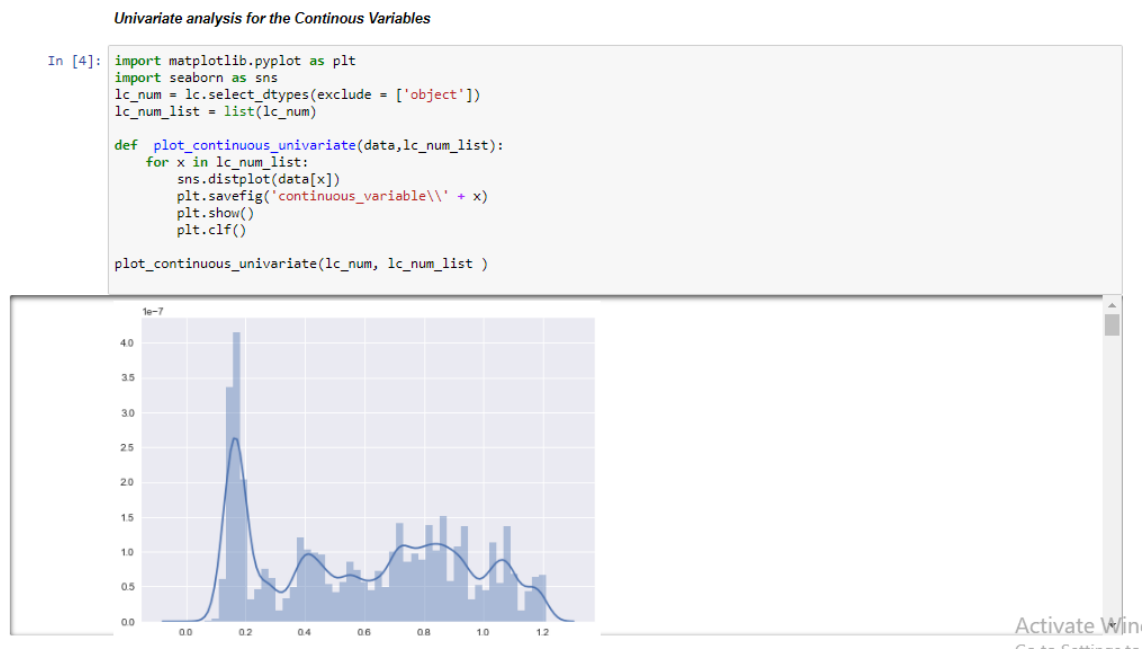 Univariate analysis for the Continous Variables
In [4]: import matplotlib.pyplot as plt
import seaborn as sns
lc_num = lc.select_dtypes(exclude = ['object'])
lc_num_list = list(lc_num)
def  plot_continuous_univariate(data,lc_num_list):
    for x in lc_num_list:
        sns.distplot(data[x])
        plt.savefig('continuous_variable\\' + x)
        plt.show()
        plt.clf()
plot_continuous_univariate(lc_num, lc_num_list )
1e-7
4.0
3.5
3.0
2.5
2.0
1.5
1.0
0.5
0.0
0.0 0.2 0.4 0.6 0.8 1.0 1.2
Activate Win